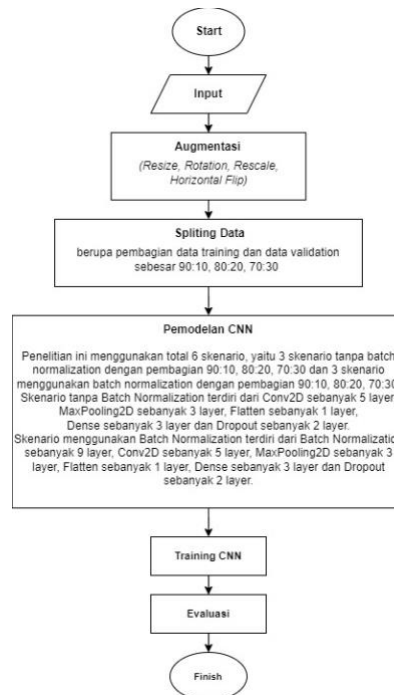 Start
Input
Augmentasi
(Resize, Rotation, Rescale,
Horizontal Flip)
Spliting Data
berupa pembagian data training dan data validation
sebesar 90:10, 80:20, 70:30
Pemodelan CNN
Penelitian ini menggunakan total 6 skenario, yaitu 3 skenario tanpa batch
normalization dengan pembagian 90:10, 80:20, 70:30 dan 3 skenario
menggunakan batch normalization dengan pembagian 90:10, 80:20, 70:30
Skenario tanpa Batch Normalization terdiri dari Conv2D sebanyak 5 layer
MaxPooling2D sebanyak 3 layer, Flatten sebanyak 1 layer,
Dense sebanyak 3 layer dan Dropout sebanyak 2 layer.
Skenario menggunakan Batch Normalization terdiri dari Batch Normalizatio
sebanyak 9 layer, Conv2D sebanyak 5 layer, MaxPooling2D sebanyak 3
layer, Flatten sebanyak 1 layer, Dense sebanyak 3 layer dan Dropout
sebanyak 2 layer.
Training CNN
Evaluasi
Finish